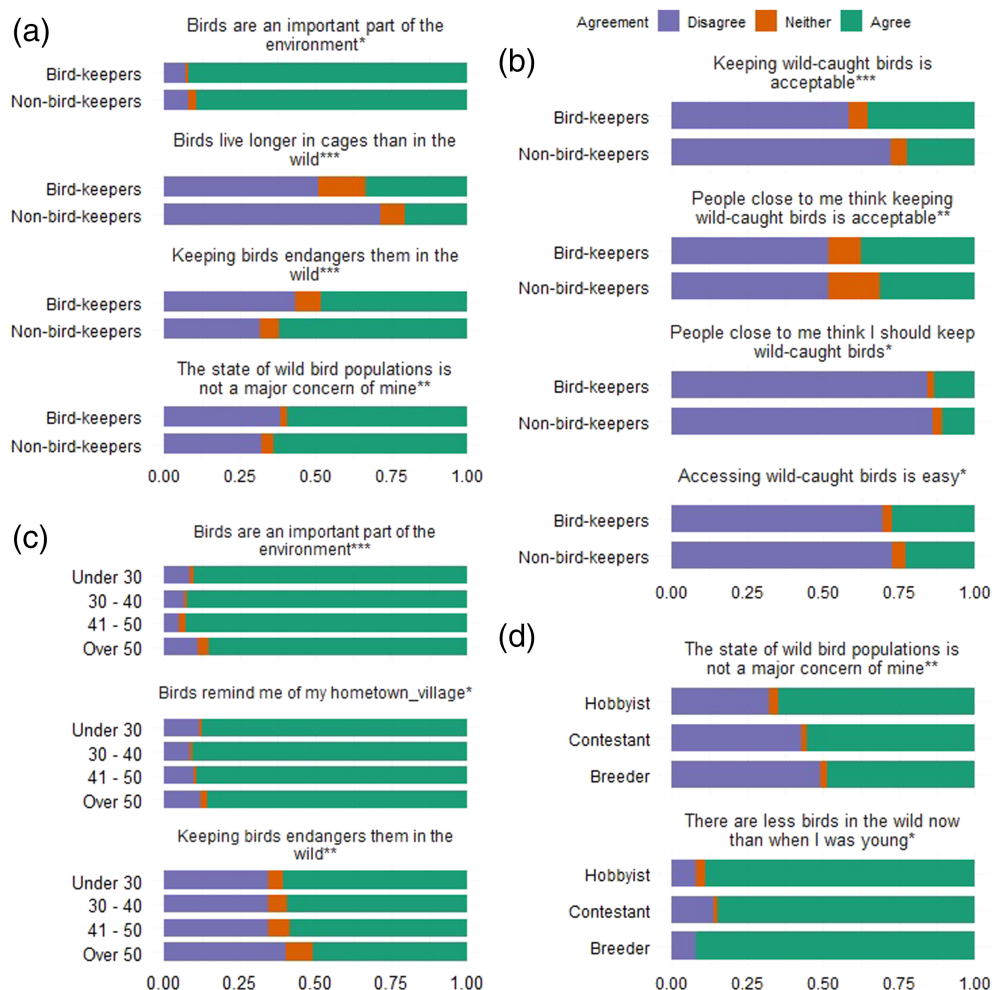 (a)
Birds are an important part of the
environment*
Bird-keepers
Non-bird-keepers
Birds live longer in cages than in the
wild***
Bird-keepers
Non-bird-keepers
Keeping birds endangers them in the
wild***
Bird-keepers
Non-bird-keepers
The state of wild bird populations is
not a major concern of mine**
Bird-keepers
Non-bird-keepers
0.00 0.25 0.50 0.75 1.00
Agreement Disagree Neither Agree
(b)
Keeping wild-caught birds is
acceptable***
Bird-keepers
Non-bird-keepers
People close to me think keeping
wild-caught birds is acceptable**
Bird-keepers
Non-bird-keepers
People close to me think I should keep
wild-caught birds*
Bird-keepers
Non-bird-keepers
Accessing wild-caught birds is easy*
Bird-keepers
Non-bird-keepers
0.00 0.25 0.50 0.75 1.00
(c)
Birds are an important part of the
environment***
Under 30
30 - 40
41 - 50
Over 50
Birds remind me of my hometown_village*
Under 30
30 - 40
41 - 50
Over 50
Keeping birds endangers them in the
wild**
Under 30
30 - 40
41 - 50
Over 50
0.00 0.25 0.50 0.75 1.00
(d)
The state of wild bird populations is
not a major concern of mine**
Hobbyist
Contestant
Breeder
There are less birds in the wild now
than when I was young*
Hobbyist
Contestant
Breeder
0.00 0.25 0.50 0.75 1.00